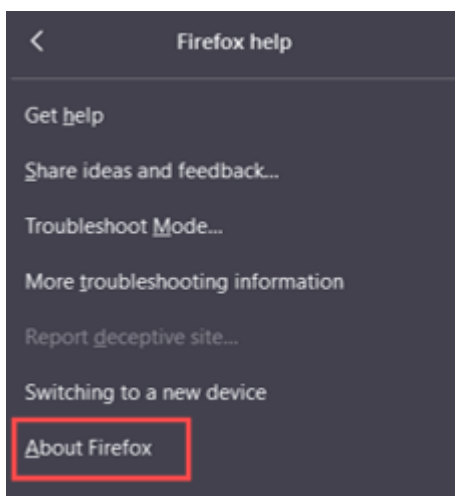 Firefox help
Get help
Share ideas and feedback...
Troubleshoot Mode...
More troubleshooting information
Report deceptive site...
Switching to a new device
About Firefox